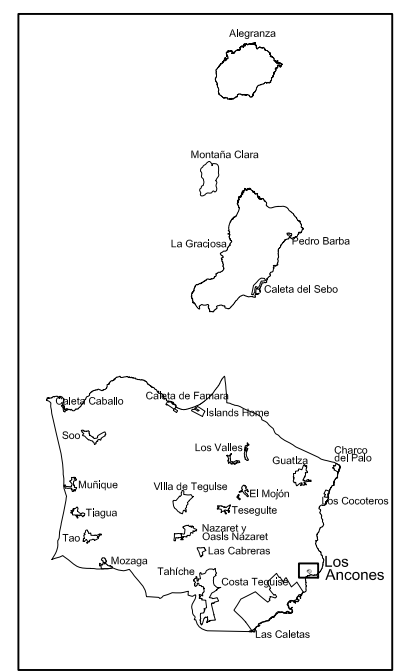 Alegranza
Montaña Clara
La Graciosa
Pedro Barba
Caleta del Sebo
Caleta Caballo
Caleta de Famara
Islands Home
Soo
Los Valles
Guatiza
Charco
del Palo
Muñique
Villa de Teguise
El Mojón
Los Cocoteros
Tiagua
Teseguite
Tao
Nazaret y
Oasis Nazaret
Las Cabreras
Mozaga
Tahíche
Costa Teguise
Los
Ancones
Las Caletas